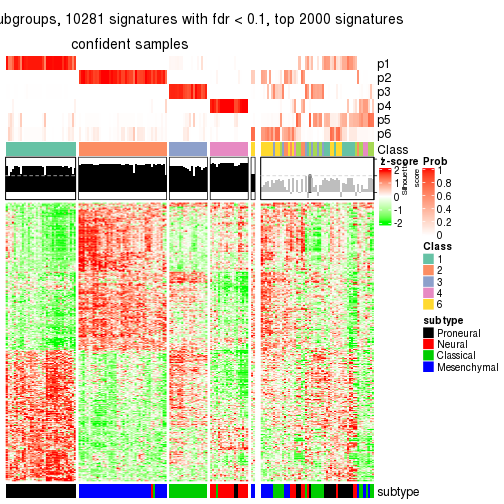 ubgroups, 10281 signatures with fdr < 0.1, top 2000 signatures
confident samples
p1
p2
p3
p4
p5
p6
Class
z-score
2
1
0
-1
-2
Silhouette
score
Prob
1
0.8
0.6
0.4
0.2
0
Class
1
2
3
4
6
subtype
Proneural
Neural
Classical
Mesenchymal
subtype